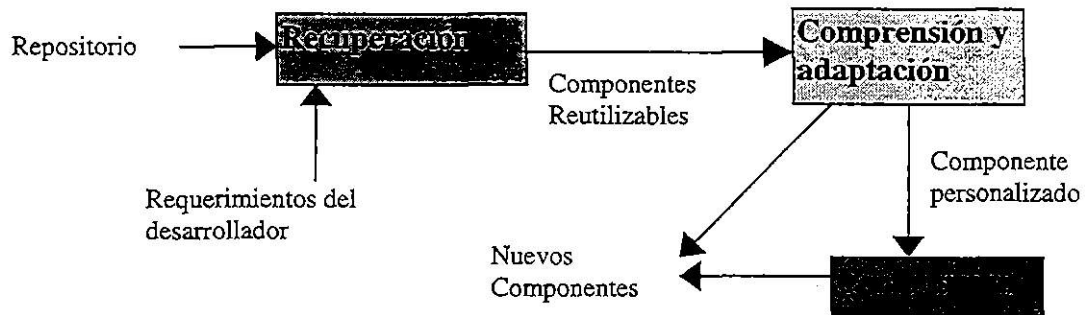 Repositorio
Recuperación
Comprensión y
adaptación
Componentes
Reutilizables
Componente
personalizado
Requerimientos del
desarrollador
Nuevos
Componentes